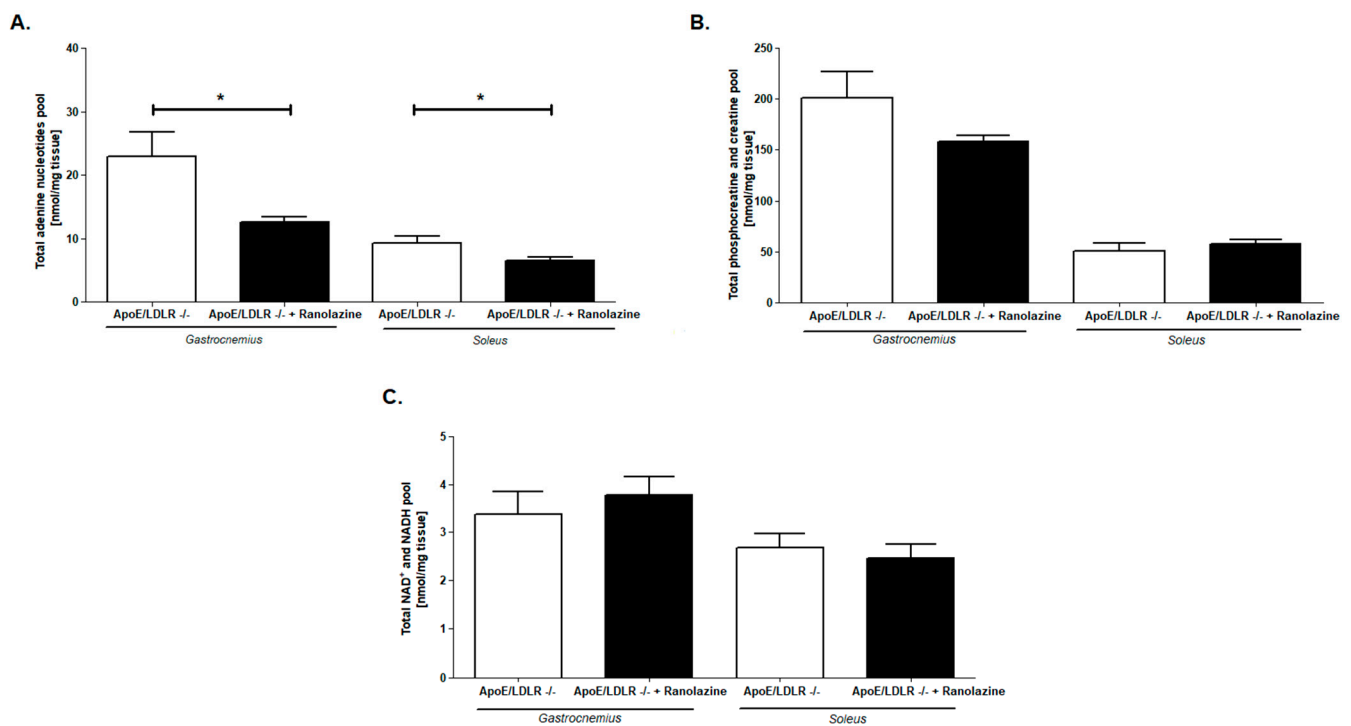 A.
Total adenine nucleotides pool
[nmol/mg tissue]
40
30
20
10
0
*
*
ApoE/LDLR -/-
ApoE/LDLR -/- + Ranolazine
ApoE/LDLR -/-
ApoE/LDLR -/- + Ranolazine
Gastrocnemius
Soleus
B.
Total phosphocreatine and creatine pool
[nmol/mg tissue]
250
200
150
100
50
0
ApoE/LDLR -/-
ApoE/LDLR -/- + Ranolazine
ApoE/LDLR -/-
ApoE/LDLR -/- + Ranolazine
Gastrocnemius
Soleus
C.
Total NAD⁺ and NADH pool
[nmol/mg tissue]
5
4
3
2
1
0
ApoE/LDLR -/-
ApoE/LDLR -/- + Ranolazine
ApoE/LDLR -/-
ApoE/LDLR -/- + Ranolazine
Gastrocnemius
Soleus